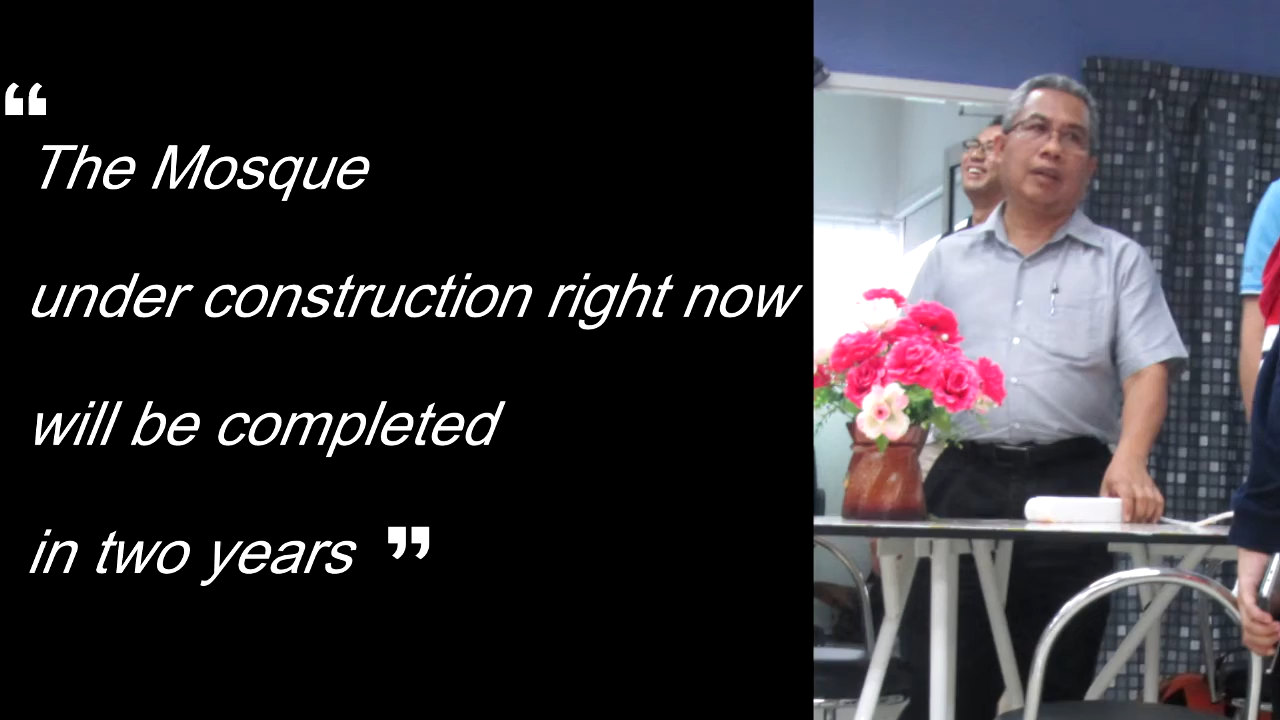 “
The Mosque
under construction right now
will be completed
in two years ”